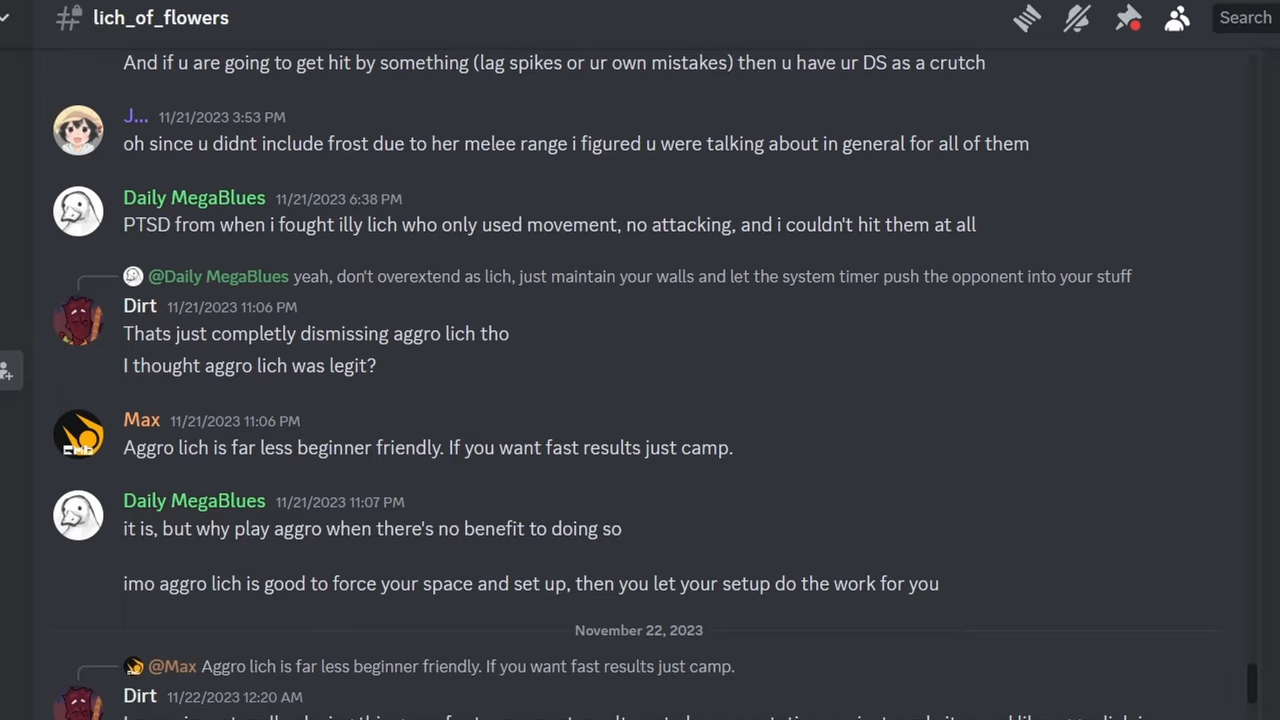 lich_of_flowers
Search
And if u are going to get hit by something (lag spikes or ur own mistakes) then u have ur DS as a crutch
J... 11/21/2023 3:53 PM
oh since u didnt include frost due to her melee range i figured u were talking about in general for all of them
Daily MegaBlues 11/21/2023 6:38 PM
PTSD from when i fought illy lich who only used movement, no attacking, and i couldn't hit them at all
@Daily MegaBlues yeah, don't overextend as lich, just maintain your walls and let the system timer push the opponent into your stuff
Dirt 11/21/2023 11:06 PM
Thats just completly dismissing aggro lich tho
I thought aggro lich was legit?
Max 11/21/2023 11:06 PM
Aggro lich is far less beginner friendly. If you want fast results just camp.
Daily MegaBlues 11/21/2023 11:07 PM
it is, but why play aggro when there's no benefit to doing so
imo aggro lich is good to force your space and set up, then you let your setup do the work for you
November 22, 2023
@Max Aggro lich is far less beginner friendly. If you want fast results just camp.
Dirt 11/22/2023 12:20 AM